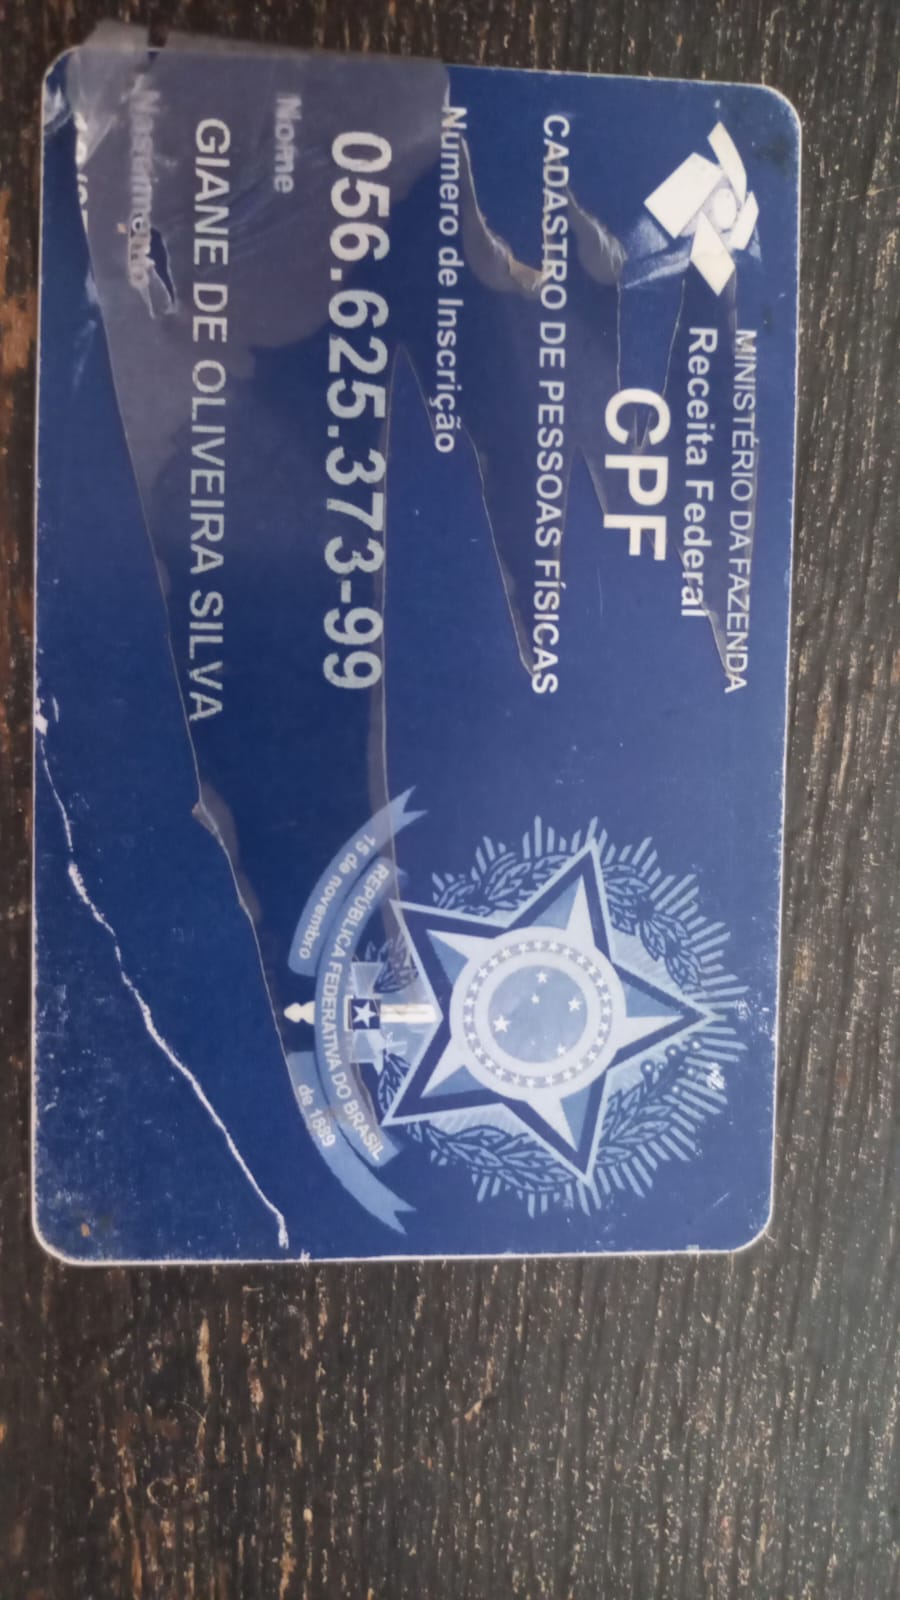 MINISTÉRIO DA FAZENDA
Receita Federal
CPF
CADASTRO DE PESSOAS FÍSICAS
Numero de Inscrição
056.625.373-99
Nome
GIANE DE OLIVEIRA SILVA
Nascimento
REPÚBLICA FEDERATIVA DO BRASIL
15 de novembro
de 1889